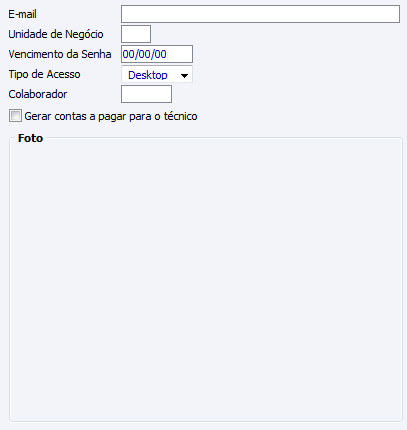 E-mail
Unidade de Negócio
Vencimento da Senha 00/00/00
Tipo de Acesso Desktop
Colaborador
Gerar contas a pagar para o técnico
Foto